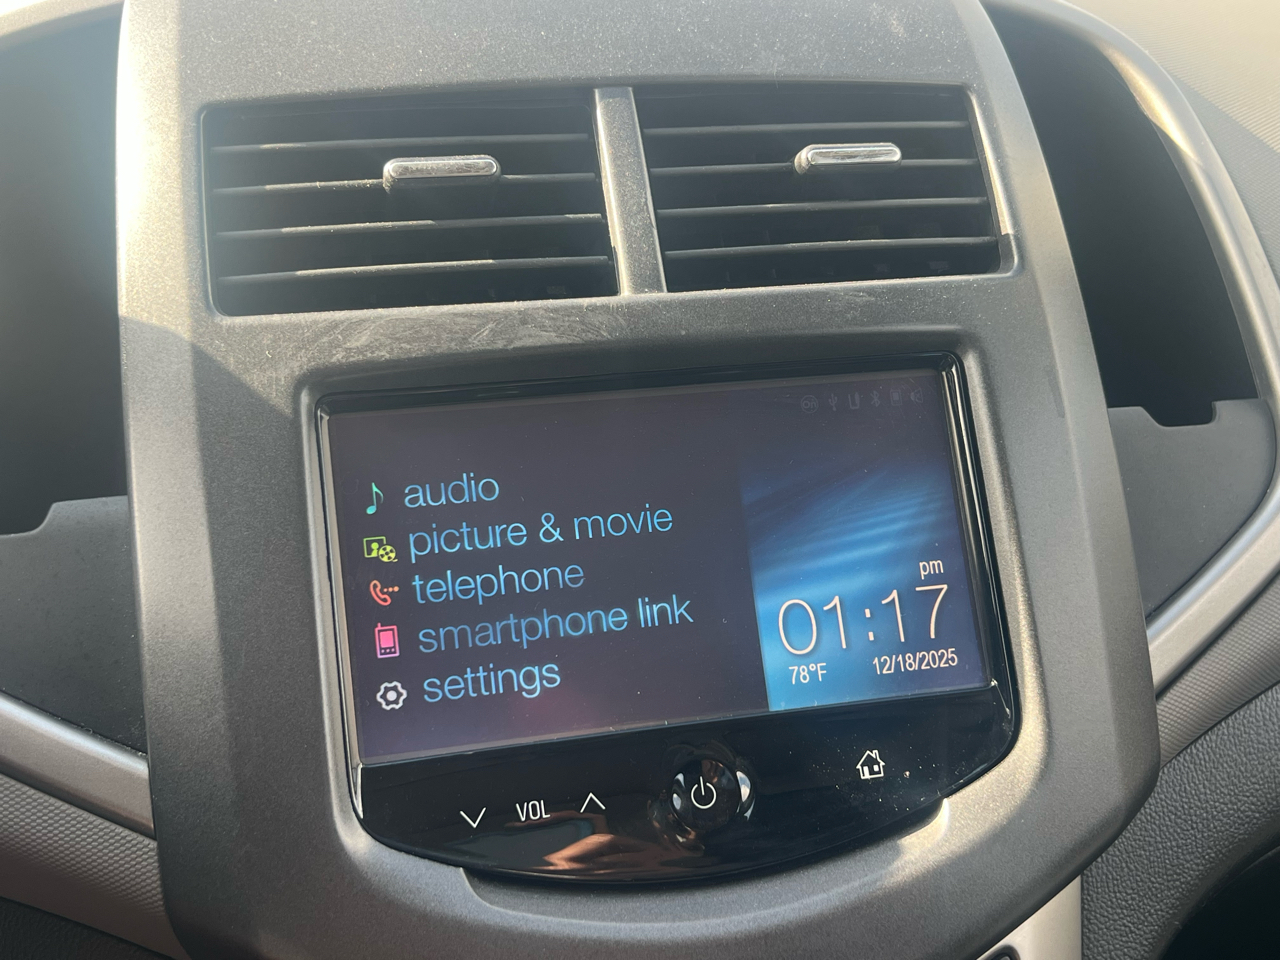 audio
picture & movie
telephone
smartphone link
settings
pm
01:17
78°F 12/18/2025
VOL